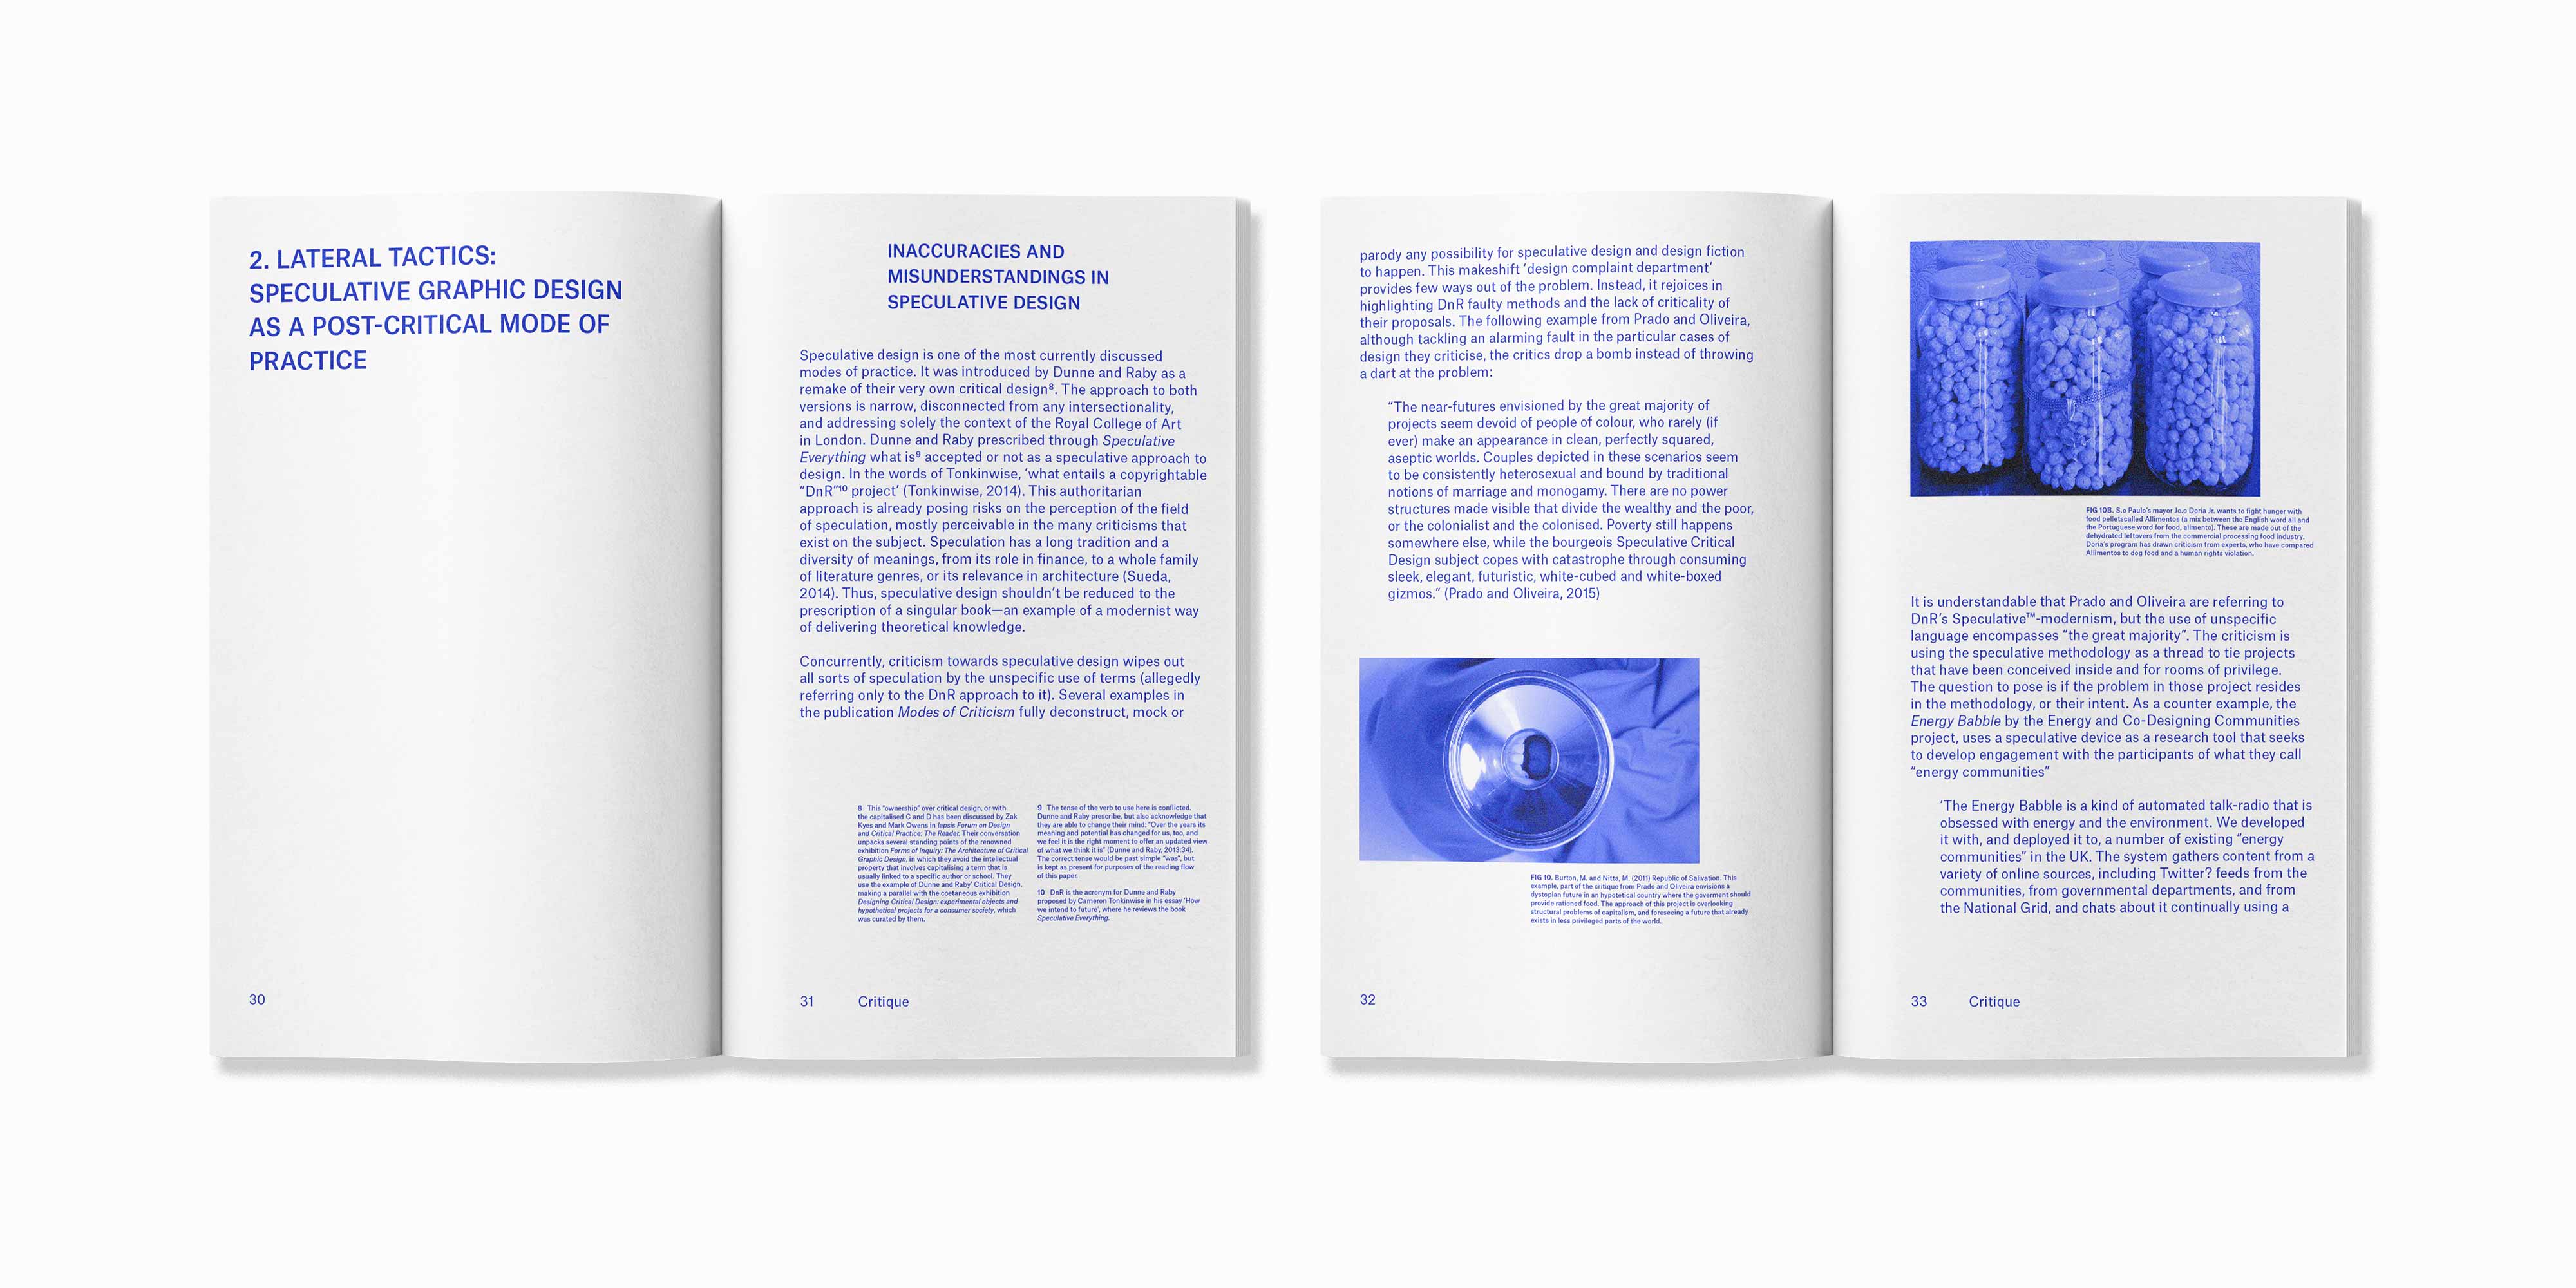 2. LATERAL TACTICS:
SPECULATIVE GRAPHIC DESIGN
AS A POST-CRITICAL MODE OF
PRACTICE
30
INACCURACIES AND
MISUNDERSTANDINGS IN
SPECULATIVE DESIGN
Speculative design is one of the most currently discussed
modes of practice. It was introduced by Dunne and Raby as a
remake of their very own critical design⁸. The approach to both
versions is narrow, disconnected from any intersectionality,
and addressing solely the context of the Royal College of Art
in London. Dunne and Raby prescribed through Speculative
Everything what is⁹ accepted or not as a speculative approach to
design. In the words of Tonkinwise, ‘what entails a copyrightable
“DnR”¹⁰ project’ (Tonkinwise, 2014). This authoritarian
approach is already posing risks on the perception of the field
of speculation, mostly perceivable in the many criticisms that
exist on the subject. Speculation has a long tradition and a
diversity of meanings, from its role in finance, to a whole family
of literature genres, or its relevance in architecture (Sueda,
2014). Thus, speculative design shouldn’t be reduced to the
prescription of a singular book—an example of a modernist way
of delivering theoretical knowledge.
Concurrently, criticism towards speculative design wipes out
all sorts of speculation by the unspecific use of terms (allegedly
referring only to the DnR approach to it). Several examples in
the publication Modes of Criticism fully deconstruct, mock or
8 This “ownership” over critical design, or with
the capitalised C and D has been discussed by Zak
Kyes and Mark Owens in Iapsis Forum on Design
and Critical Practice: The Reader. Their conversation
unpacks several standing points of the renowned
exhibition Forms of Inquiry: The Architecture of Critical
Graphic Design, in which they avoid the intellectual
property that involves capitalising a term that is
usually linked to a specific author or school. They
use the example of Dunne and Raby’ Critical Design,
making a parallel with the coetaneous exhibition
Designing Critical Design: experimental objects and
hypothetical projects for a consumer society, which
was curated by them.
9 The tense of the verb to use here is conflicted.
Dunne and Raby prescribe, but also acknowledge that
they are able to change their mind: “Over the years its
meaning and potential has changed for us, too, and
we feel it is the right moment to offer an updated view
of what we think it is” (Dunne and Raby, 2013:34).
The correct tense would be past simple “was”, but
is kept as present for purposes of the reading flow
of this paper.
10 DnR is the acronym for Dunne and Raby
proposed by Cameron Tonkinwise in his essay ‘How
we intend to future’, where he reviews the book
Speculative Everything.
31 Critique
parody any possibility for speculative design and design fiction
to happen. This makeshift ‘design complaint department’
provides few ways out of the problem. Instead, it rejoices in
highlighting DnR faulty methods and the lack of criticality of
their proposals. The following example from Prado and Oliveira,
although tackling an alarming fault in the particular cases of
design they criticise, the critics drop a bomb instead of throwing
a dart at the problem:
“The near-futures envisioned by the great majority of
projects seem devoid of people of colour, who rarely (if
ever) make an appearance in clean, perfectly squared,
aseptic worlds. Couples depicted in these scenarios seem
to be consistently heterosexual and bound by traditional
notions of marriage and monogamy. There are no power
structures made visible that divide the wealthy and the poor,
or the colonialist and the colonised. Poverty still happens
somewhere else, while the bourgeois Speculative Critical
Design subject copes with catastrophe through consuming
sleek, elegant, futuristic, white-cubed and white-boxed
gizmos.” (Prado and Oliveira, 2015)
FIG 10. Burton, M. and Nitta, M. (2011) Republic of Salivation. This
example, part of the critique from Prado and Oliveira envisions a
dystopian future in an hypotetical country where the goverment should
provide rationed food. The approach of this project is overlooking
structural problems of capitalism, and foreseeing a future that already
exists in less privileged parts of the world.
32
FIG 10B. S.o Paulo’s mayor Jo.o Doria Jr. wants to fight hunger with
food pelletscalled Allimentos (a mix between the English word all and
the Portuguese word for food, alimento). These are made out of the
dehydrated leftovers from the commercial processing food industry.
Doria’s program has drawn criticism from experts, who have compared
Allimentos to dog food and a human rights violation.
It is understandable that Prado and Oliveira are referring to
DnR’s Speculative™-modernism, but the use of unspecific
language encompasses “the great majority”. The criticism is
using the speculative methodology as a thread to tie projects
that have been conceived inside and for rooms of privilege.
The question to pose is if the problem in those project resides
in the methodology, or their intent. As a counter example, the
Energy Babble by the Energy and Co-Designing Communities
project, uses a speculative device as a research tool that seeks
to develop engagement with the participants of what they call
“energy communities”
‘The Energy Babble is a kind of automated talk-radio that is
obsessed with energy and the environment. We developed
it with, and deployed it to, a number of existing “energy
communities” in the UK. The system gathers content from a
variety of online sources, including Twitter? feeds from the
communities, from governmental departments, and from
the National Grid, and chats about it continually using a
33 Critique